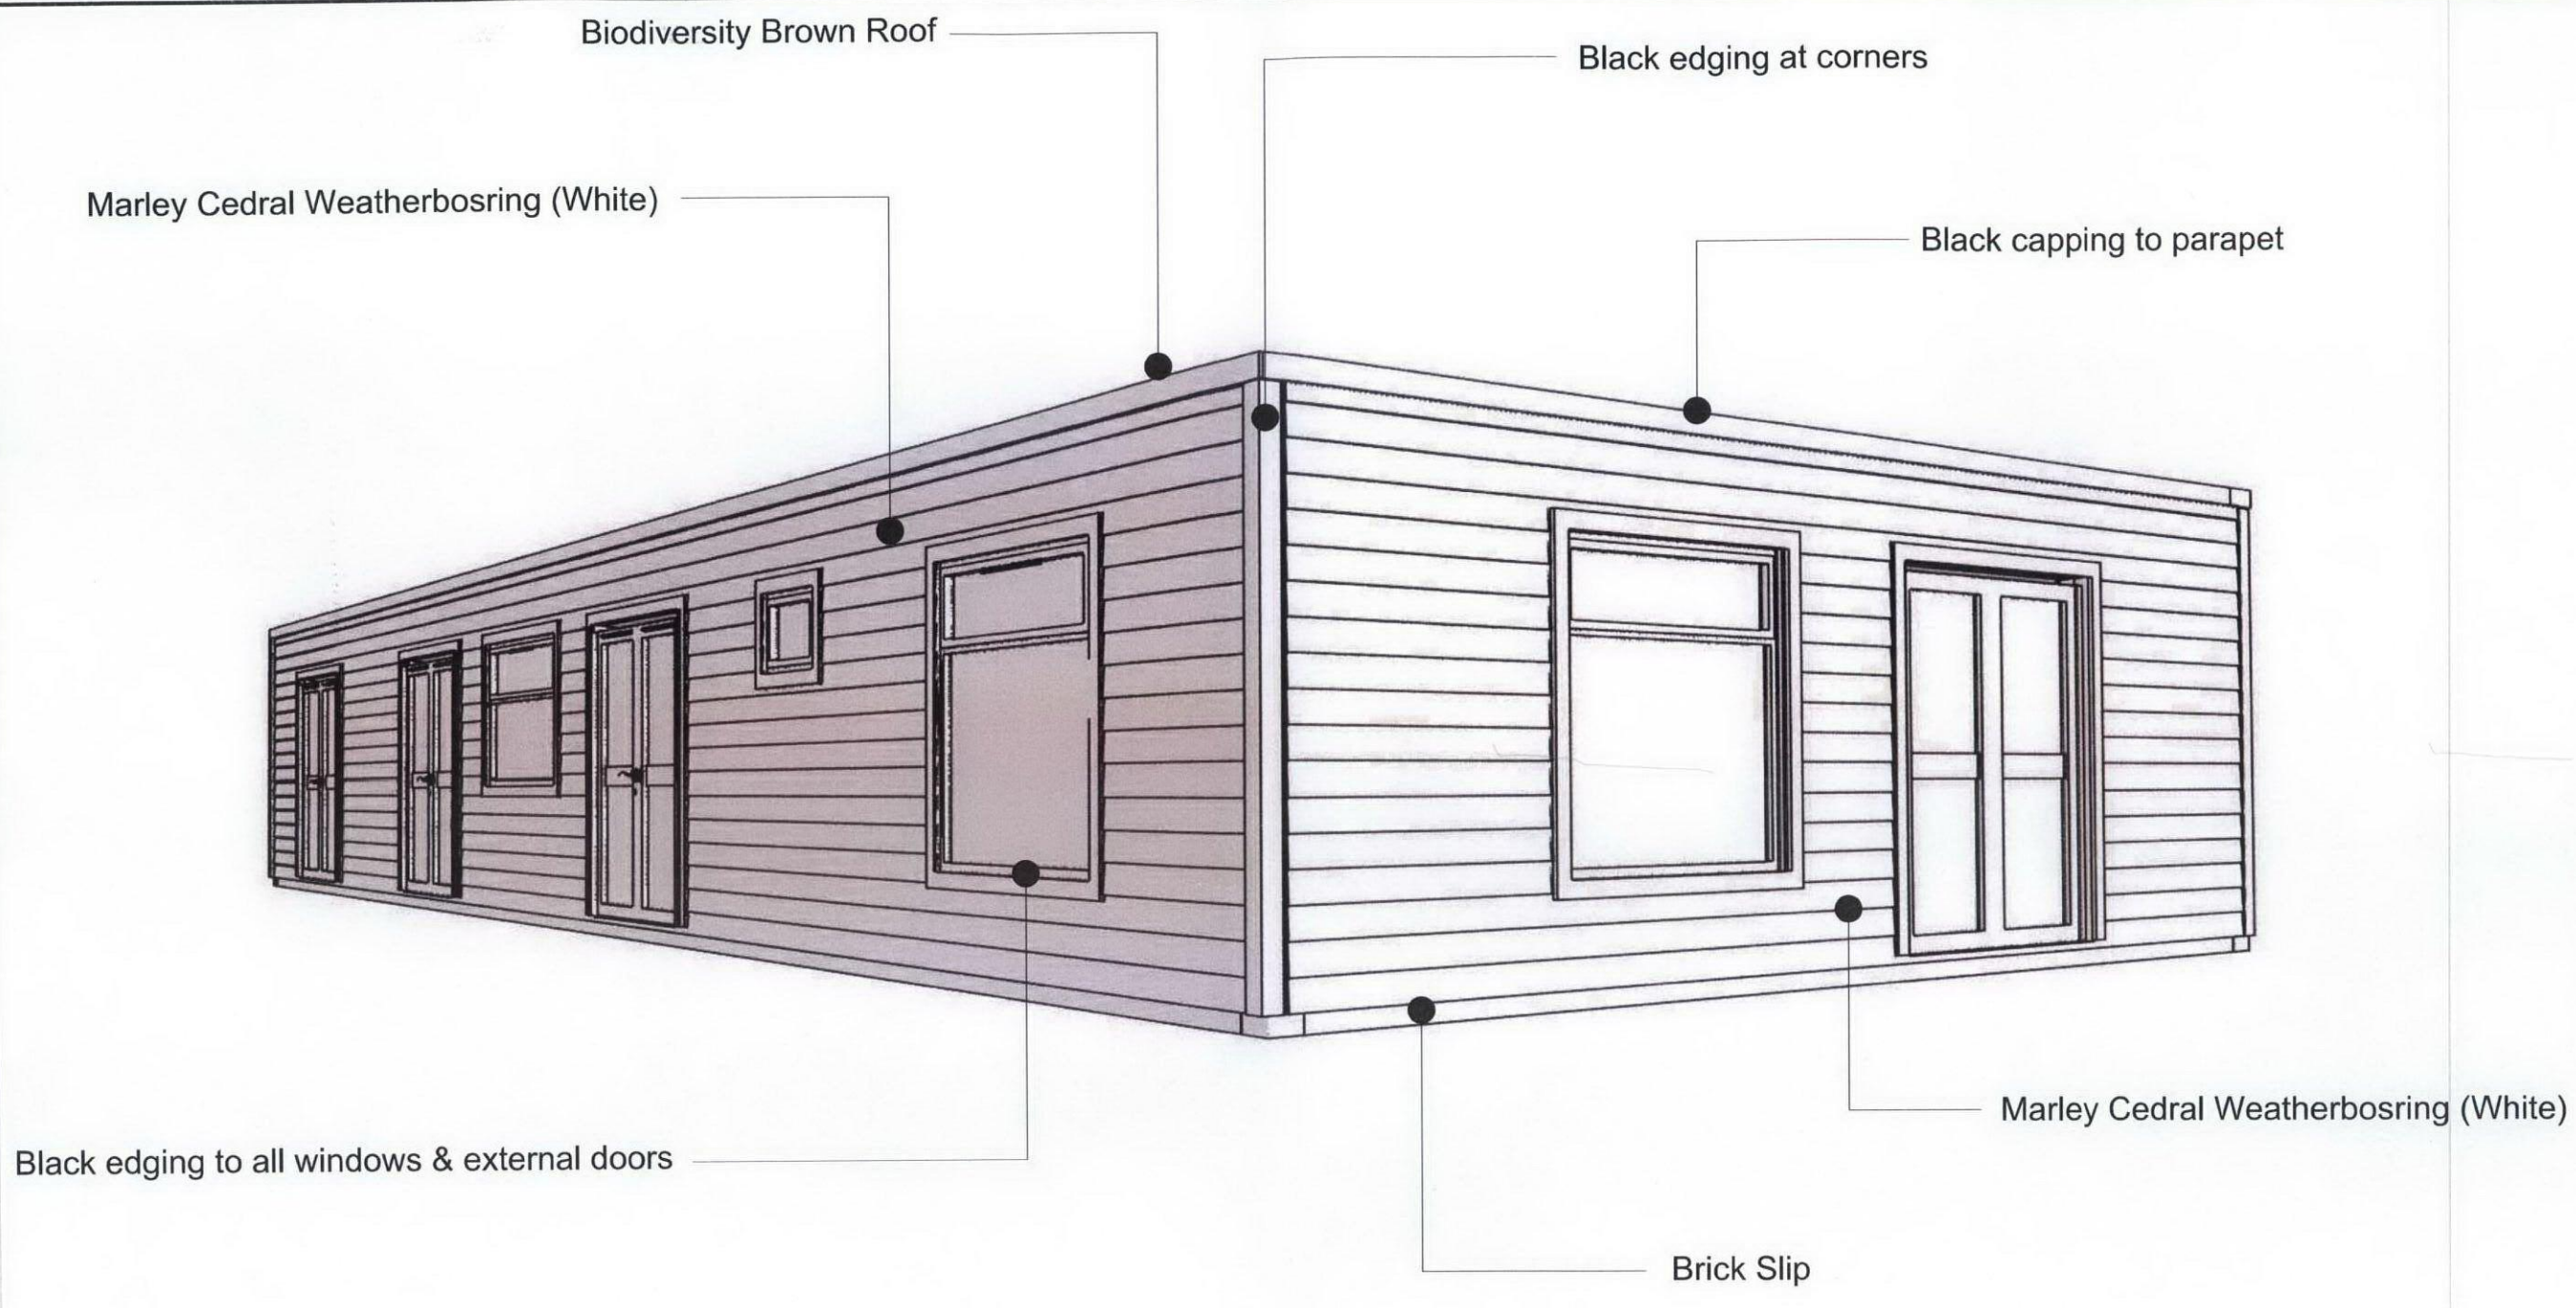 Biodiversity Brown Roof
Black edging at corners
Marley Cedral Weatherbosring (White)
Black capping to parapet
Marley Cedral Weatherbosring (White)
Black edging to all windows & external doors
Brick Slip